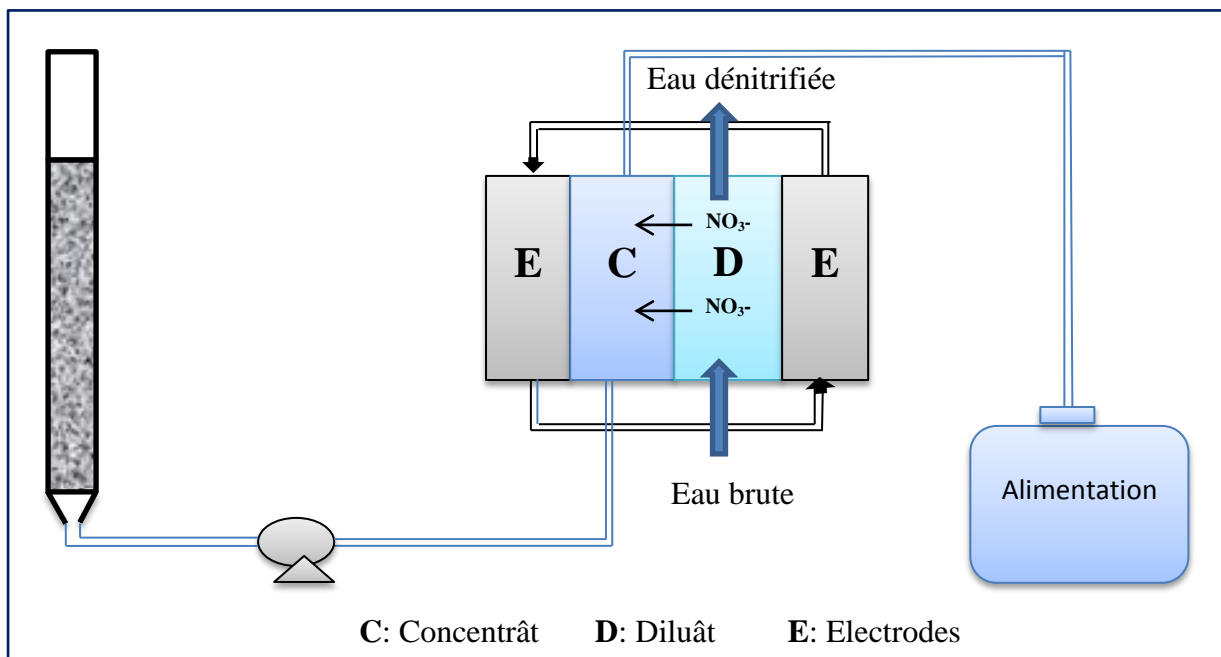 Eau dénitrifiée
NO₃-
E C D E
NO₃-
Eau brute
Alimentation
C: Concentrât D: Diluât E: Electrodes